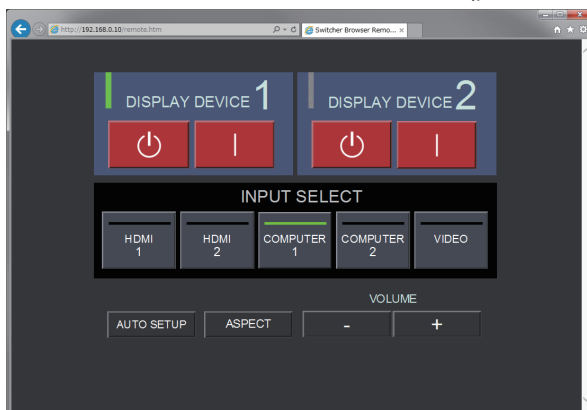 http://192.168.0.10/remote.htm
Switcher Browser Remo...
DISPLAY DEVICE 1
DISPLAY DEVICE 2
INPUT SELECT
HDMI
1
HDMI
2
COMPUTER
1
COMPUTER
2
VIDEO
VOLUME
AUTO SETUP
ASPECT
-
+